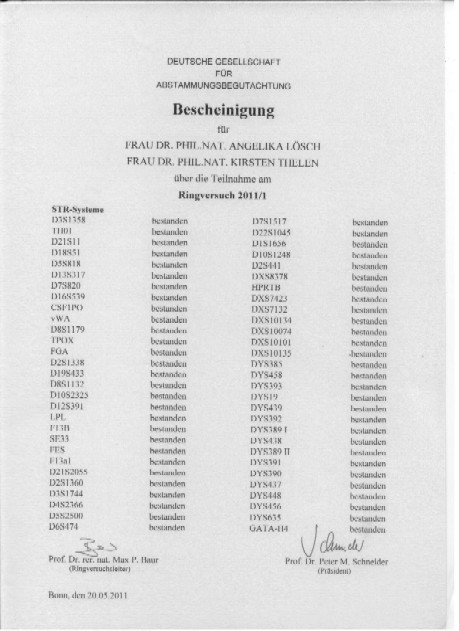 DEUTSCHE GESELLSCHAFT
FÜR
ABSTAMMUNGSBEGUTACHTUNG
Bescheinigung
für
FRAU DR. PHIL.NAT. ANGELIKA LÖSCH
FRAU DR. PHIL.NAT. KIRSTEN THELEN
über die Teilnahme am
Ringversuch 2011/1
STR-Systeme
D3S1358 bestanden
TH01 bestanden
D21S11 bestanden
D18S51 bestanden
D5S818 bestanden
D13S317 bestanden
D7S820 bestanden
D16S539 bestanden
CSF1PO bestanden
vWA bestanden
D8S1179 bestanden
TPOX bestanden
FGA bestanden
D2S1338 bestanden
D19S433 bestanden
D8S1132 bestanden
D10S2325 bestanden
D12S391 bestanden
LPL bestanden
F13B bestanden
SE33 bestanden
FES bestanden
F13a1 bestanden
D21S2055 bestanden
D2S1360 bestanden
D3S1744 bestanden
D4S2366 bestanden
D5S2500 bestanden
D6S474 bestanden
D7S1517 bestanden
D22S1045 bestanden
D1S1656 bestanden
D10S1248 bestanden
D2S441 bestanden
DXS8378 bestanden
HPRTB bestanden
DXS7423 bestanden
DXS7132 bestanden
DXS10134 bestanden
DXS10074 bestanden
DXS10101 bestanden
DXS10135 bestanden
DYS385 bestanden
DYS458 bestanden
DYS393 bestanden
DYS19 bestanden
DYS439 bestanden
DYS392 bestanden
DYS389 I bestanden
DYS438 bestanden
DYS389 II bestanden
DYS391 bestanden
DYS390 bestanden
DYS437 bestanden
DYS448 bestanden
DYS456 bestanden
DYS635 bestanden
GATA-H4 bestanden
Prof. Dr. rer. nat. Max P. Baur
(Ringversuchsleiter)
Prof. Dr. Peter M. Schneider
(Präsident)
Bonn, den 20.05.2011